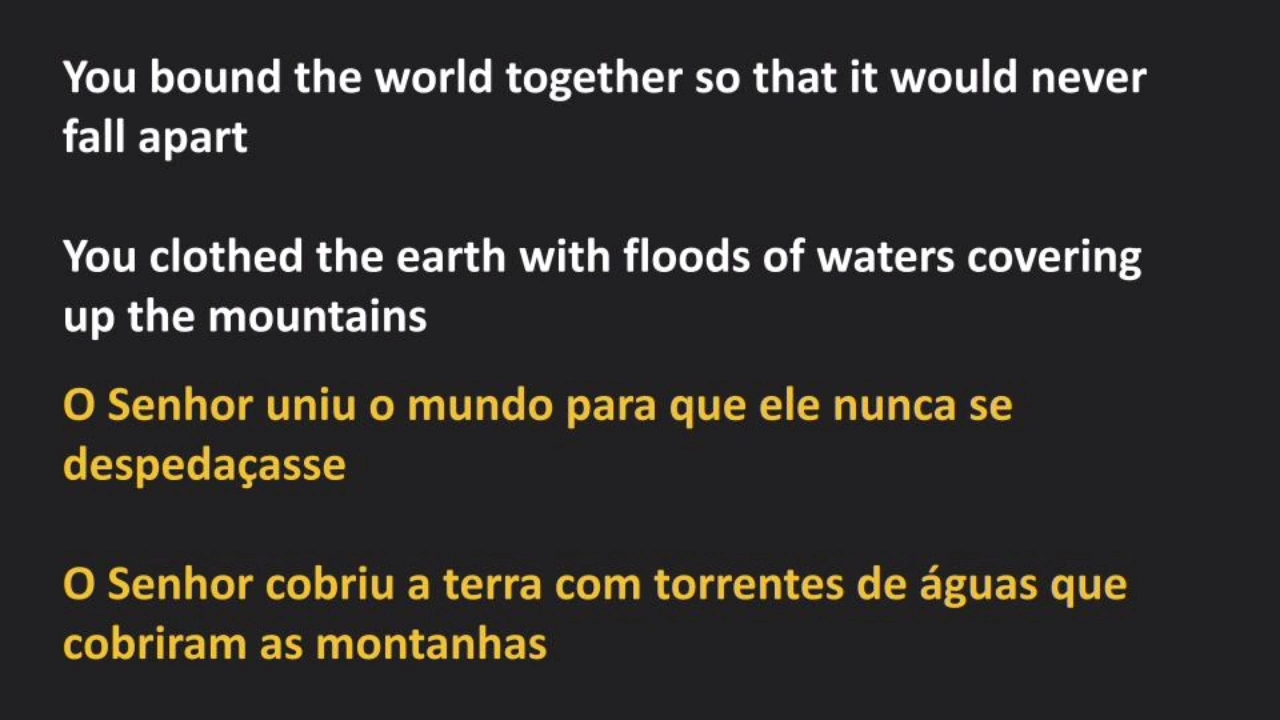 You bound the world together so that it would never
fall apart
You clothed the earth with floods of waters covering
up the mountains
O Senhor uniu o mundo para que ele nunca se
despedaçasse
O Senhor cobriu a terra com torrentes de águas que
cobriram as montanhas